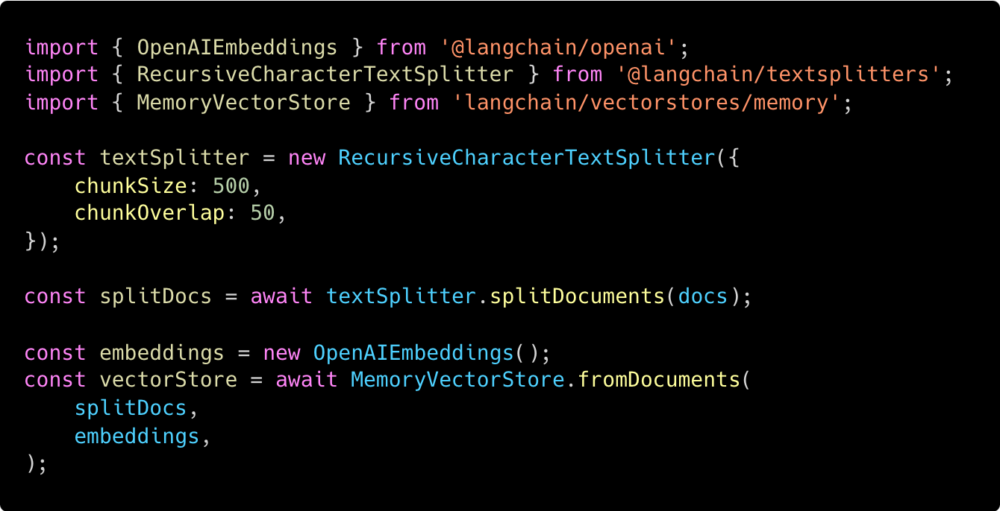 import { OpenAIEmbeddings } from '@langchain/openai';
import { RecursiveCharacterTextSplitter } from '@langchain/textsplitters';
import { MemoryVectorStore } from 'langchain/vectorstores/memory';

const textSplitter = new RecursiveCharacterTextSplitter({
    chunkSize: 500,
    chunkOverlap: 50,
});

const splitDocs = await textSplitter.splitDocuments(docs);

const embeddings = new OpenAIEmbeddings();
const vectorStore = await MemoryVectorStore.fromDocuments(
    splitDocs,
    embeddings,
);